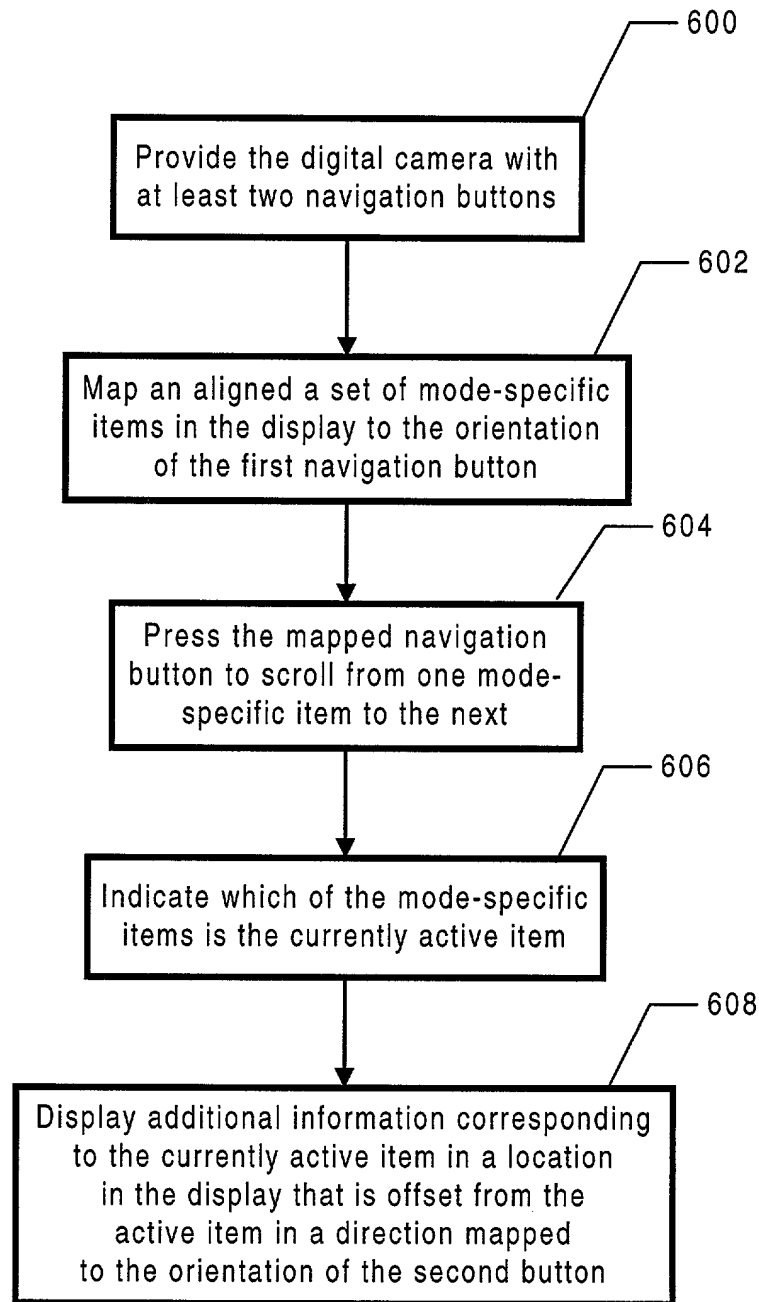 600
Provide the digital camera with
at least two navigation buttons
602
Map an aligned a set of mode-specific
items in the display to the orientation
of the first navigation button
604
Press the mapped navigation
button to scroll from one mode-
specific item to the next
606
Indicate which of the mode-specific
items is the currently active item
608
Display additional information corresponding
to the currently active item in a location
in the display that is offset from the
active item in a direction mapped
to the orientation of the second button